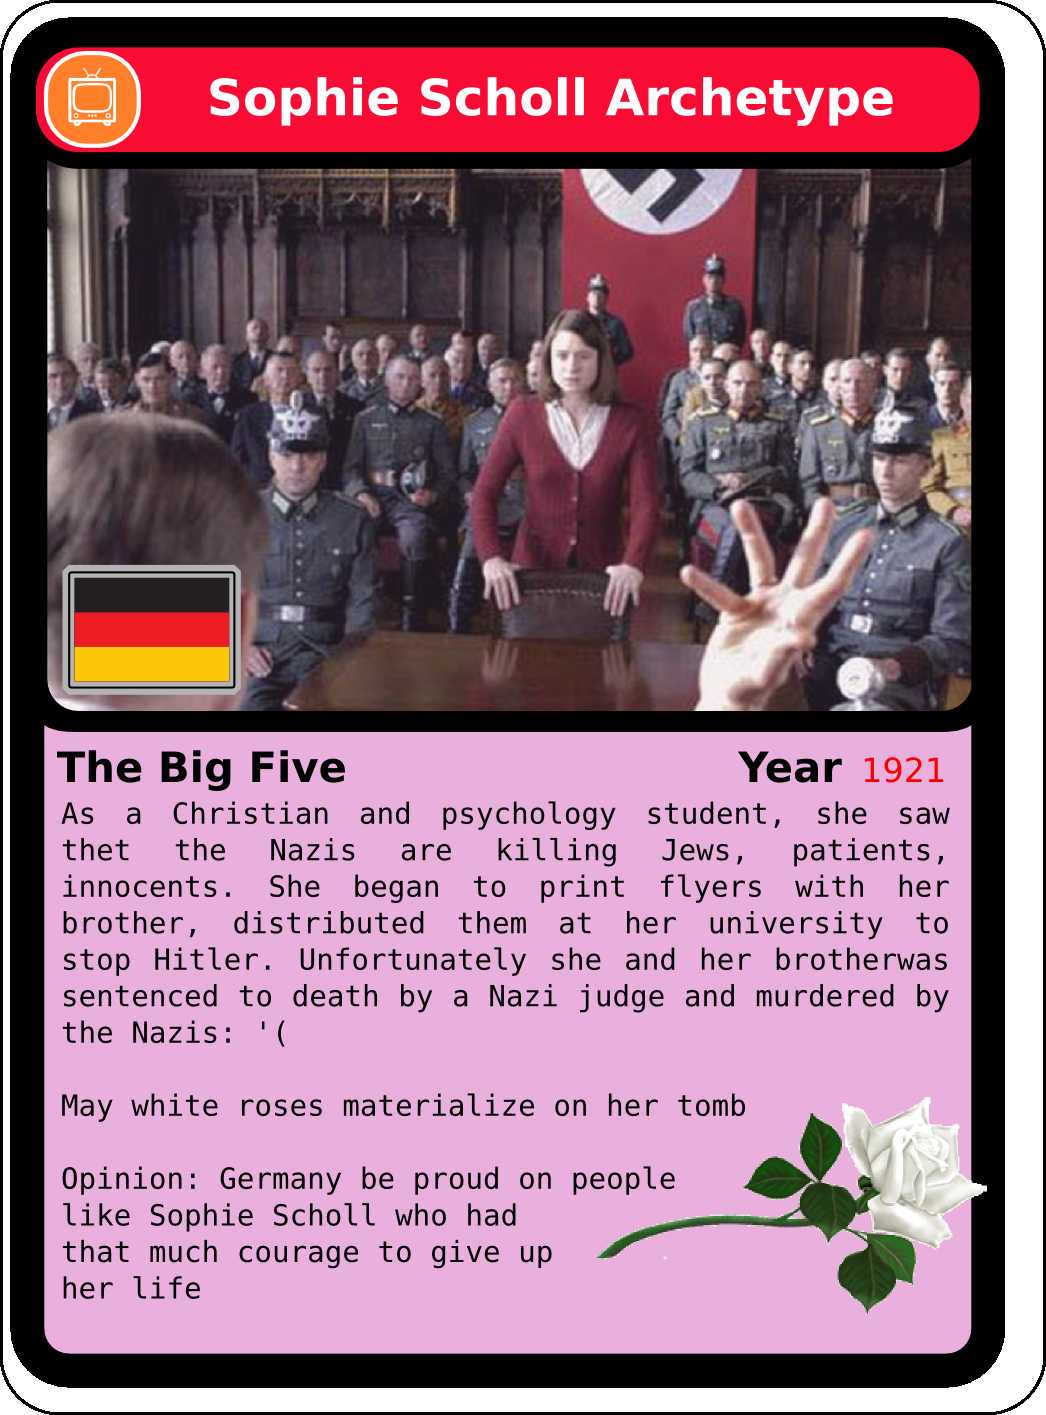 Sophie Scholl Archetype
The Big Five
Year 1921
As a Christian and psychology student, she saw
thet the Nazis are killing Jews, patients,
innocents. She began to print flyers with her
brother, distributed them at her university to
stop Hitler. Unfortunately she and her brotherwas
sentenced to death by a Nazi judge and murdered by
the Nazis: '(
May white roses materialize on her tomb
Opinion: Germany be proud on people
like Sophie Scholl who had
that much courage to give up
her life